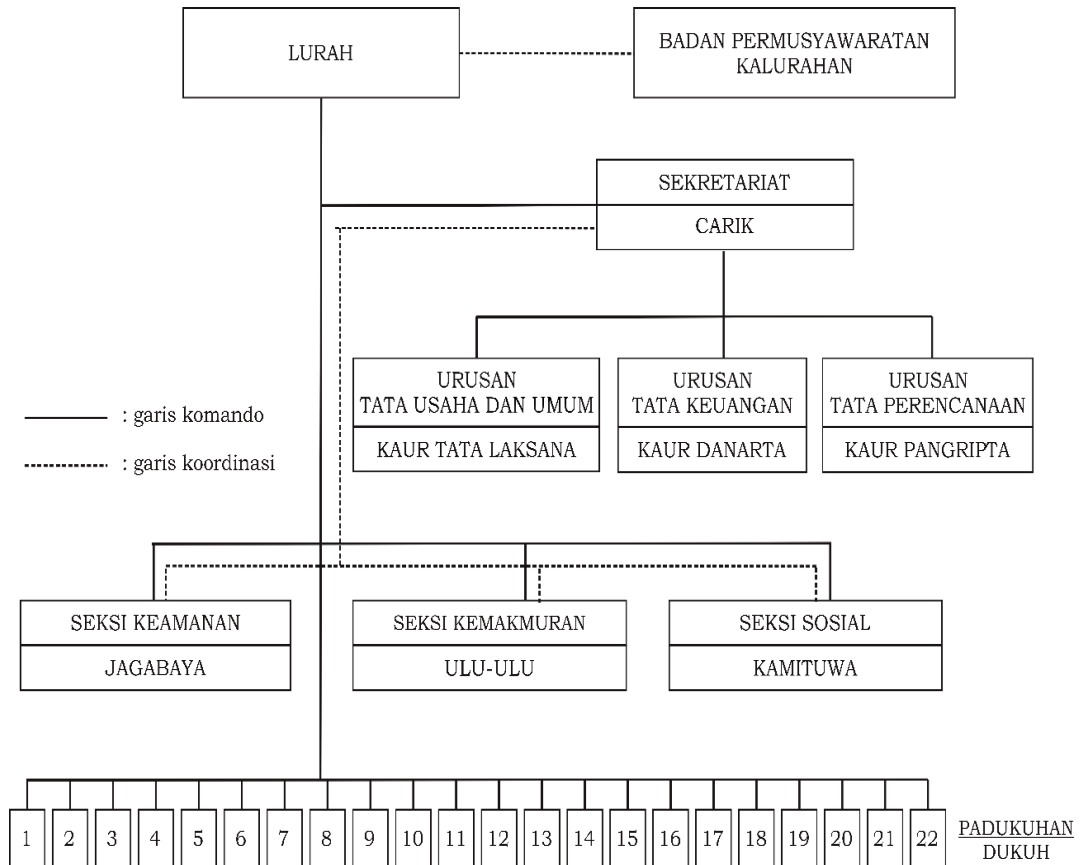 LURAH
BADAN PERMUSYAWARATAN
KALURAHAN
SEKRETARIAT
CARIK
URUSAN
TATA USAHA DAN UMUM
KAUR TATA LAKSANA
URUSAN
TATA KEUANGAN
KAUR DANARTA
URUSAN
TATA PERENCANAAN
KAUR PANGRIPTA
: garis komando
: garis koordinasi
SEKSI KEAMANAN
JAGABAYA
SEKSI KEMAKMURAN
ULU-ULU
SEKSI SOSIAL
KAMITUWA
1 2 3 4 5 6 7 8 9 10 11 12 13 14 15 16 17 18 19 20 21 22
PADUKUHAN
DUKUH